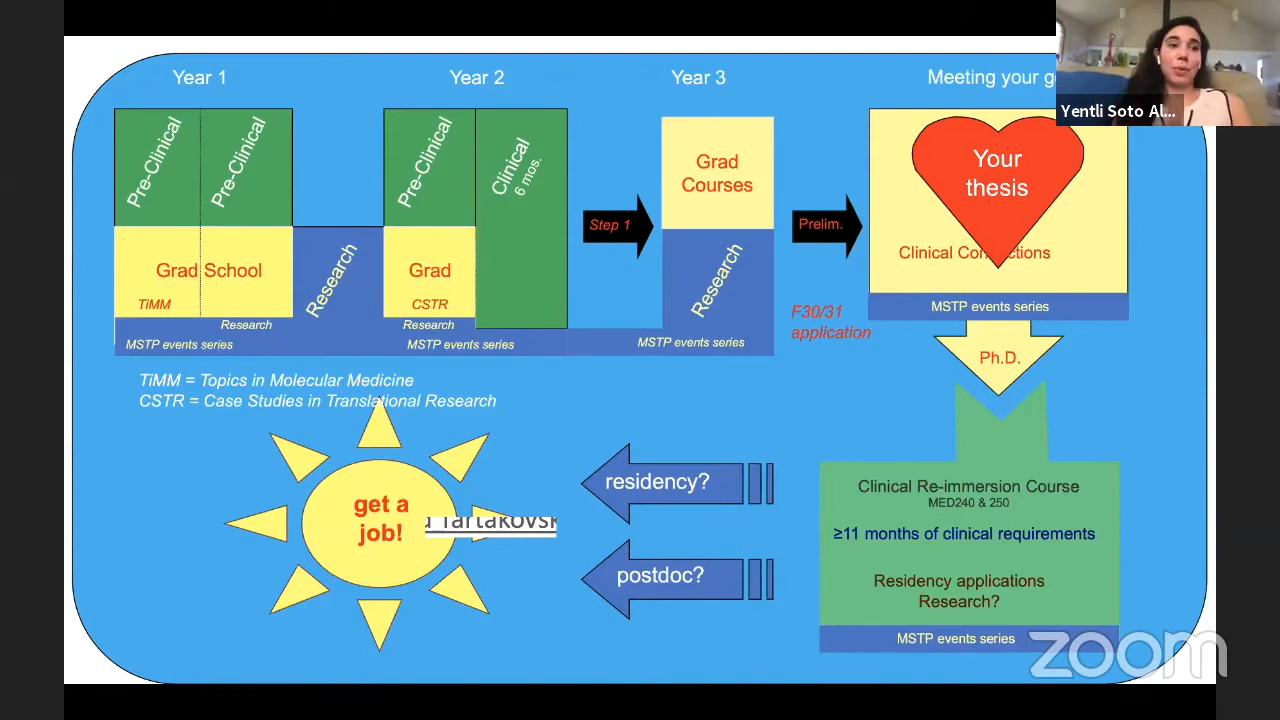 Year 1
Year 2
Year 3
Meeting your g
Yentli Soto Al...
Pre-Clinical
Pre-Clinical
Pre-Clinical
Clinical
6 mos.
Grad School
TiMM
Research
Research
Grad
CSTR
Research
MSTP events series
MSTP events series
Step 1
Grad
Courses
Research
MSTP events series
Prelim.
F30/31
application
Your
thesis
Clinical Con ctions
MSTP events series
Ph.D.
TiMM = Topics in Molecular Medicine
CSTR = Case Studies in Translational Research
get a
job!
Tartakovsk
residency?
postdoc?
Clinical Re-immersion Course
MED240 & 250
≥11 months of clinical requirements
Residency applications
Research?
MSTP events series
zoom